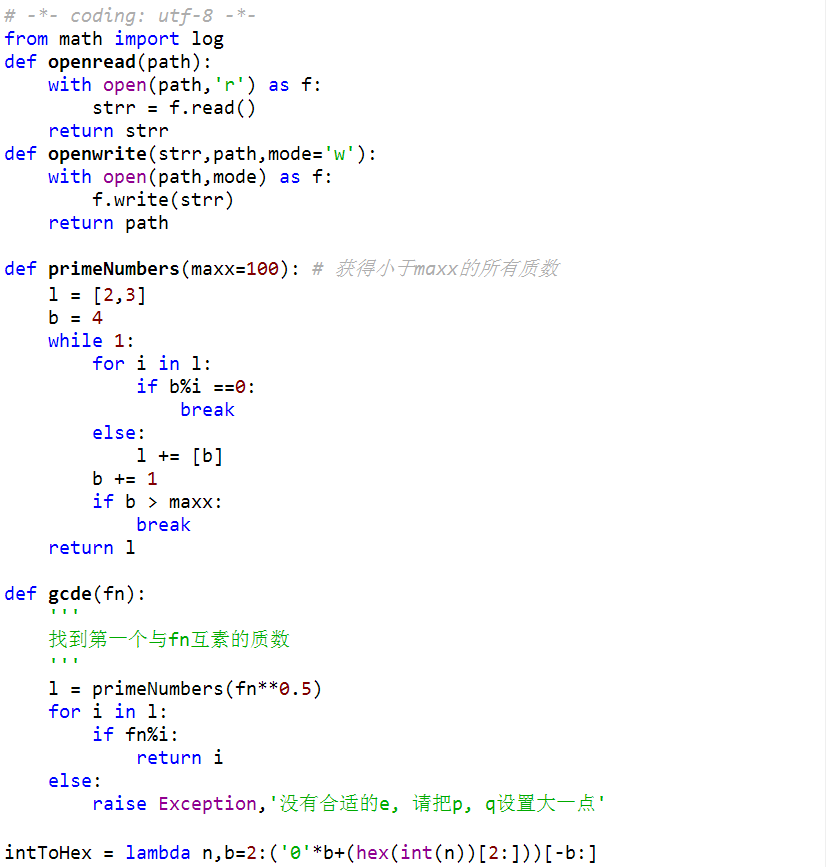 # -*- coding: utf-8 -*-
from math import log
def openread(path):
    with open(path,'r') as f:
        strr = f.read()
    return strr
def openwrite(strr,path,mode='w'):
    with open(path,mode) as f:
        f.write(strr)
    return path

def primeNumbers(maxx=100): # 获得小于maxx的所有质数
    l = [2,3]
    b = 4
    while 1:
        for i in l:
            if b%i ==0:
                break
        else:
            l += [b]
        b += 1
        if b > maxx:
            break
    return l

def gcde(fn):
    '''
    找到第一个与fn互素的质数
    '''
    l = primeNumbers(fn**0.5)
    for i in l:
        if fn%i:
            return i
    else:
        raise Exception,'没有合适的e, 请把p, q设置大一点'

intToHex = lambda n,b=2:('0'*b+(hex(int(n))[2:]))[-b:]